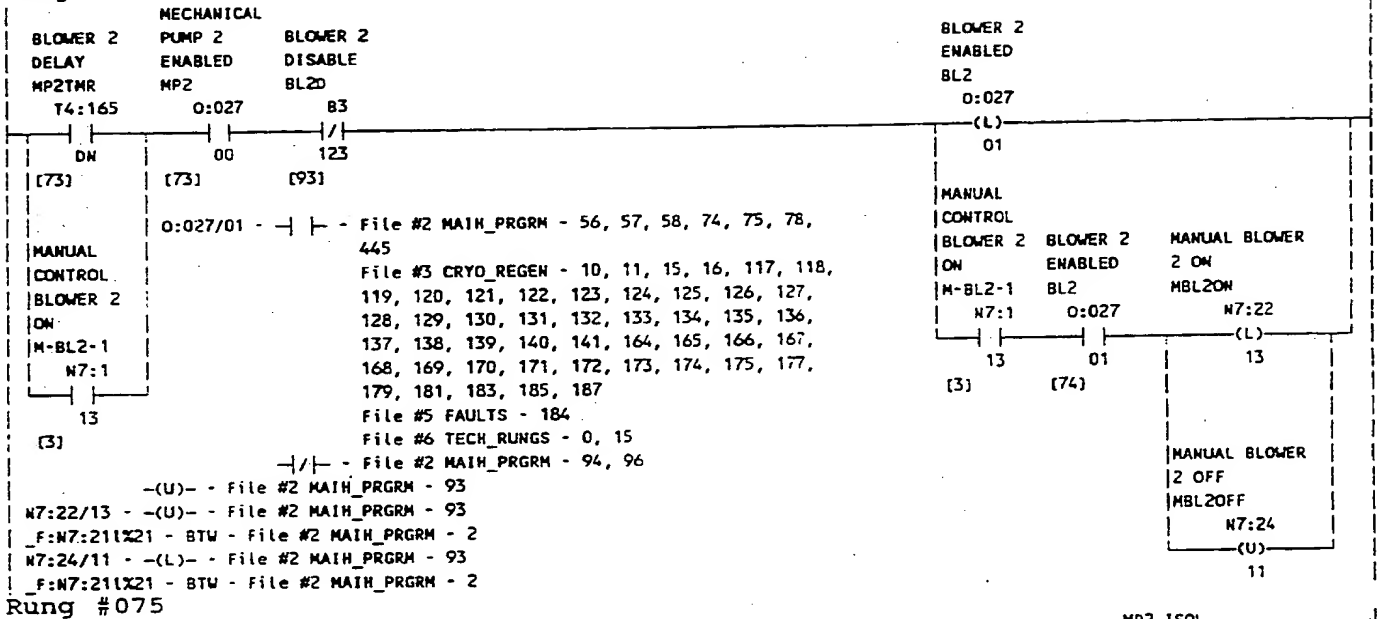 MECHANICAL
BLOWER 2 PUMP 2 BLOWER 2
DELAY ENABLED DISABLE
MP2TMR MP2 BL2D
T4:165 O:027 B3
DN 00 123
[73] [73] [93]
BLOWER 2
ENABLED
BL2
O:027
(L)
01
MANUAL
CONTROL
BLOWER 2
ON
M-BL2-1
N7:1
13
[3]
O:027/01 - -| |- - File #2 MAIN_PRGRM - 56, 57, 58, 74, 75, 78,
445
File #3 CRYO_REGEN - 10, 11, 15, 16, 117, 118,
119, 120, 121, 122, 123, 124, 125, 126, 127,
128, 129, 130, 131, 132, 133, 134, 135, 136,
137, 138, 139, 140, 141, 164, 165, 166, 167,
168, 169, 170, 171, 172, 173, 174, 175, 177,
179, 181, 183, 185, 187
File #5 FAULTS - 184
File #6 TECH_RUNGS - 0, 15
-|/|- - File #2 MAIN_PRGRM - 94, 96
-(U)- - File #2 MAIN_PRGRM - 93
N7:22/13 - -(U)- - File #2 MAIN_PRGRM - 93
_F:N7:211%21 - BTW - File #2 MAIN_PRGRM - 2
N7:24/11 - -(L)- - File #2 MAIN_PRGRM - 93
_F:N7:211%21 - BTW - File #2 MAIN_PRGRM - 2
MANUAL
CONTROL
BLOWER 2 BLOWER 2 MANUAL BLOWER
ON ENABLED 2 ON
M-BL2-1 BL2 MBL2ON
N7:1 O:027 N7:22
(L)
13 01 13
[3] [74]
MANUAL BLOWER
2 OFF
MBL2OFF
N7:24
(U)
11
Rung #075